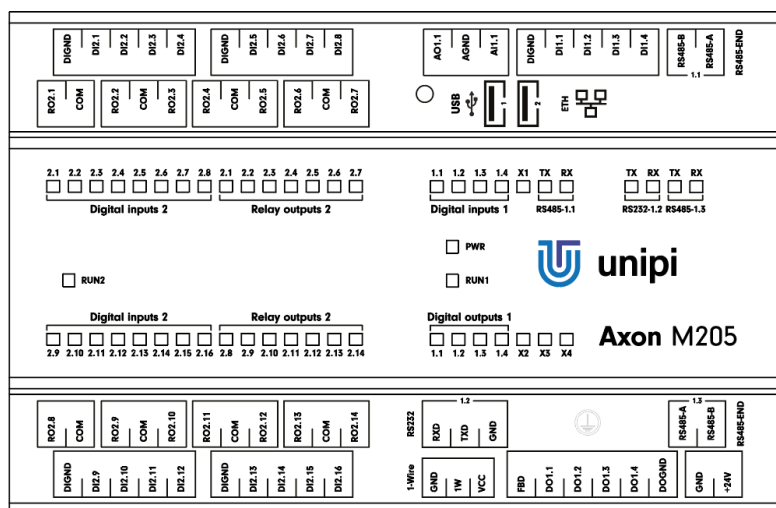 DIGND DI2.1 DI2.2 DI2.3 DI2.4
DIGND DI2.5 DI2.6 DI2.7 DI2.8
AO1.1 AGND AI1.1
DIGND DI1.1 DI1.2 DI1.3 DI1.4
RS485-B RS485-A
1.1
RS485-END
RO2.1 COM
RO2.2 COM RO2.3
RO2.4 COM RO2.5
RO2.6 COM RO2.7
USB 1 2
ETH
2.1 2.2 2.3 2.4 2.5 2.6 2.7 2.8 2.1 2.2 2.3 2.4 2.5 2.6 2.7
1.1 1.2 1.3 1.4 X1 TX RX
TX RX TX RX
Digital inputs 2
Relay outputs 2
Digital inputs 1
RS485-1.1
RS232-1.2 RS485-1.3
PWR
RUN2
RUN1
unipi
Digital inputs 2
Relay outputs 2
Digital outputs 1
Axon M205
2.9 2.10 2.11 2.12 2.13 2.14 2.15 2.16 2.8 2.9 2.10 2.11 2.12 2.13 2.14
1.1 1.2 1.3 1.4 X2 X3 X4
RO2.8 COM
RO2.9 COM RO2.10
RO2.11 COM RO2.12
RO2.13 COM RO2.14
RS232
1.2
RXD TXD GND
1.3
RS485-A RS485-B
RS485-END
DIGND DI2.9 DI2.10 DI2.11 DI2.12
DIGND DI2.13 DI2.14 DI2.15 DI2.16
1-Wire
GND 1W VCC
FBD DO1.1 DO1.2 DO1.3 DO1.4 DOGND
GND +24V